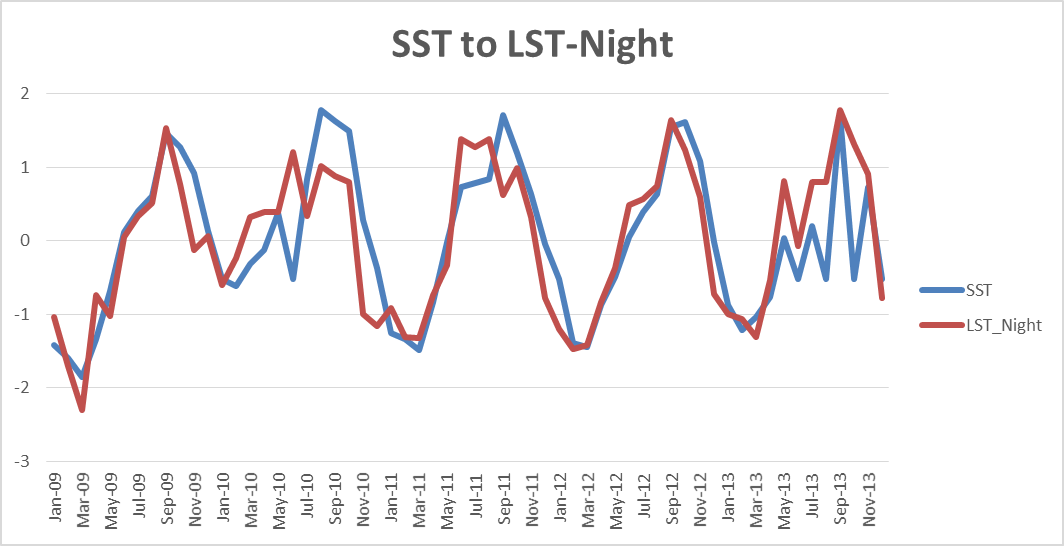 SST to LST-Night
2
1
0
-1
-2
-3
Jan-09
Mar-09
May-09
Jul-09
Sep-09
Nov-09
Jan-10
Mar-10
May-10
Jul-10
Sep-10
Nov-10
Jan-11
Mar-11
May-11
Jul-11
Sep-11
Nov-11
Jan-12
Mar-12
May-12
Jul-12
Sep-12
Nov-12
Jan-13
Mar-13
May-13
Jul-13
Sep-13
Nov-13
SST
LST_Night